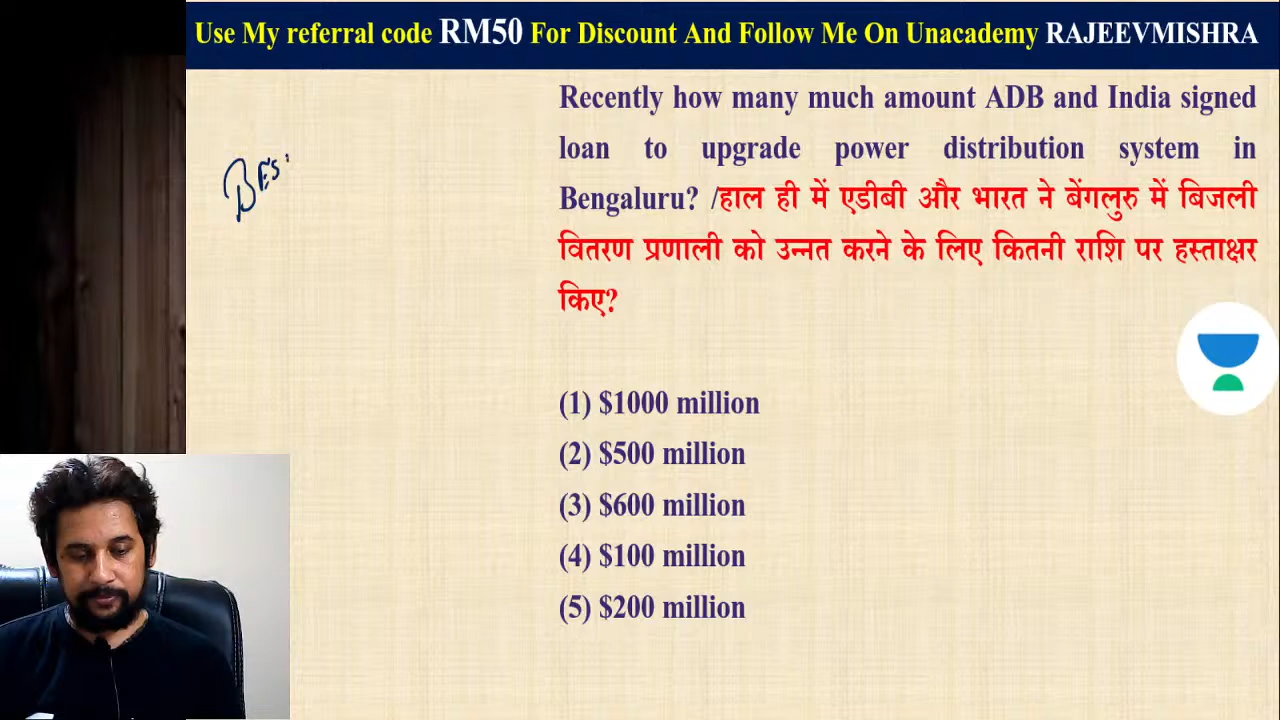 Use My referral code RM50 For Discount And Follow Me On Unacademy RAJEEVMISHRA
Recently how many much amount ADB and India signed
loan to upgrade power distribution system in
Bengaluru? /हाल ही में एडीबी और भारत ने बेंगलुरु में बिजली
वितरण प्रणाली को उन्नत करने के लिए कितनी राशि पर हस्ताक्षर
किए?
BES
(1) $1000 million
(2) $500 million
(3) $600 million
(4) $100 million
(5) $200 million